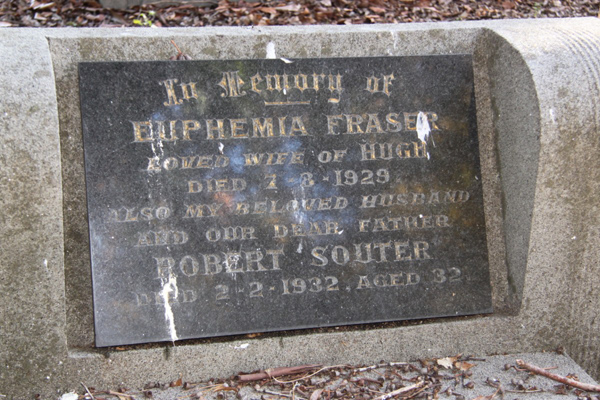 In Memory of
EUPHEMIA FRASER
LOVED WIFE OF HUGH
DIED 7-8-1929.
ALSO MY BELOVED HUSBAND
AND OUR DEAR FATHER
ROBERT SOUTER
DIED 2-2-1932. AGED 32